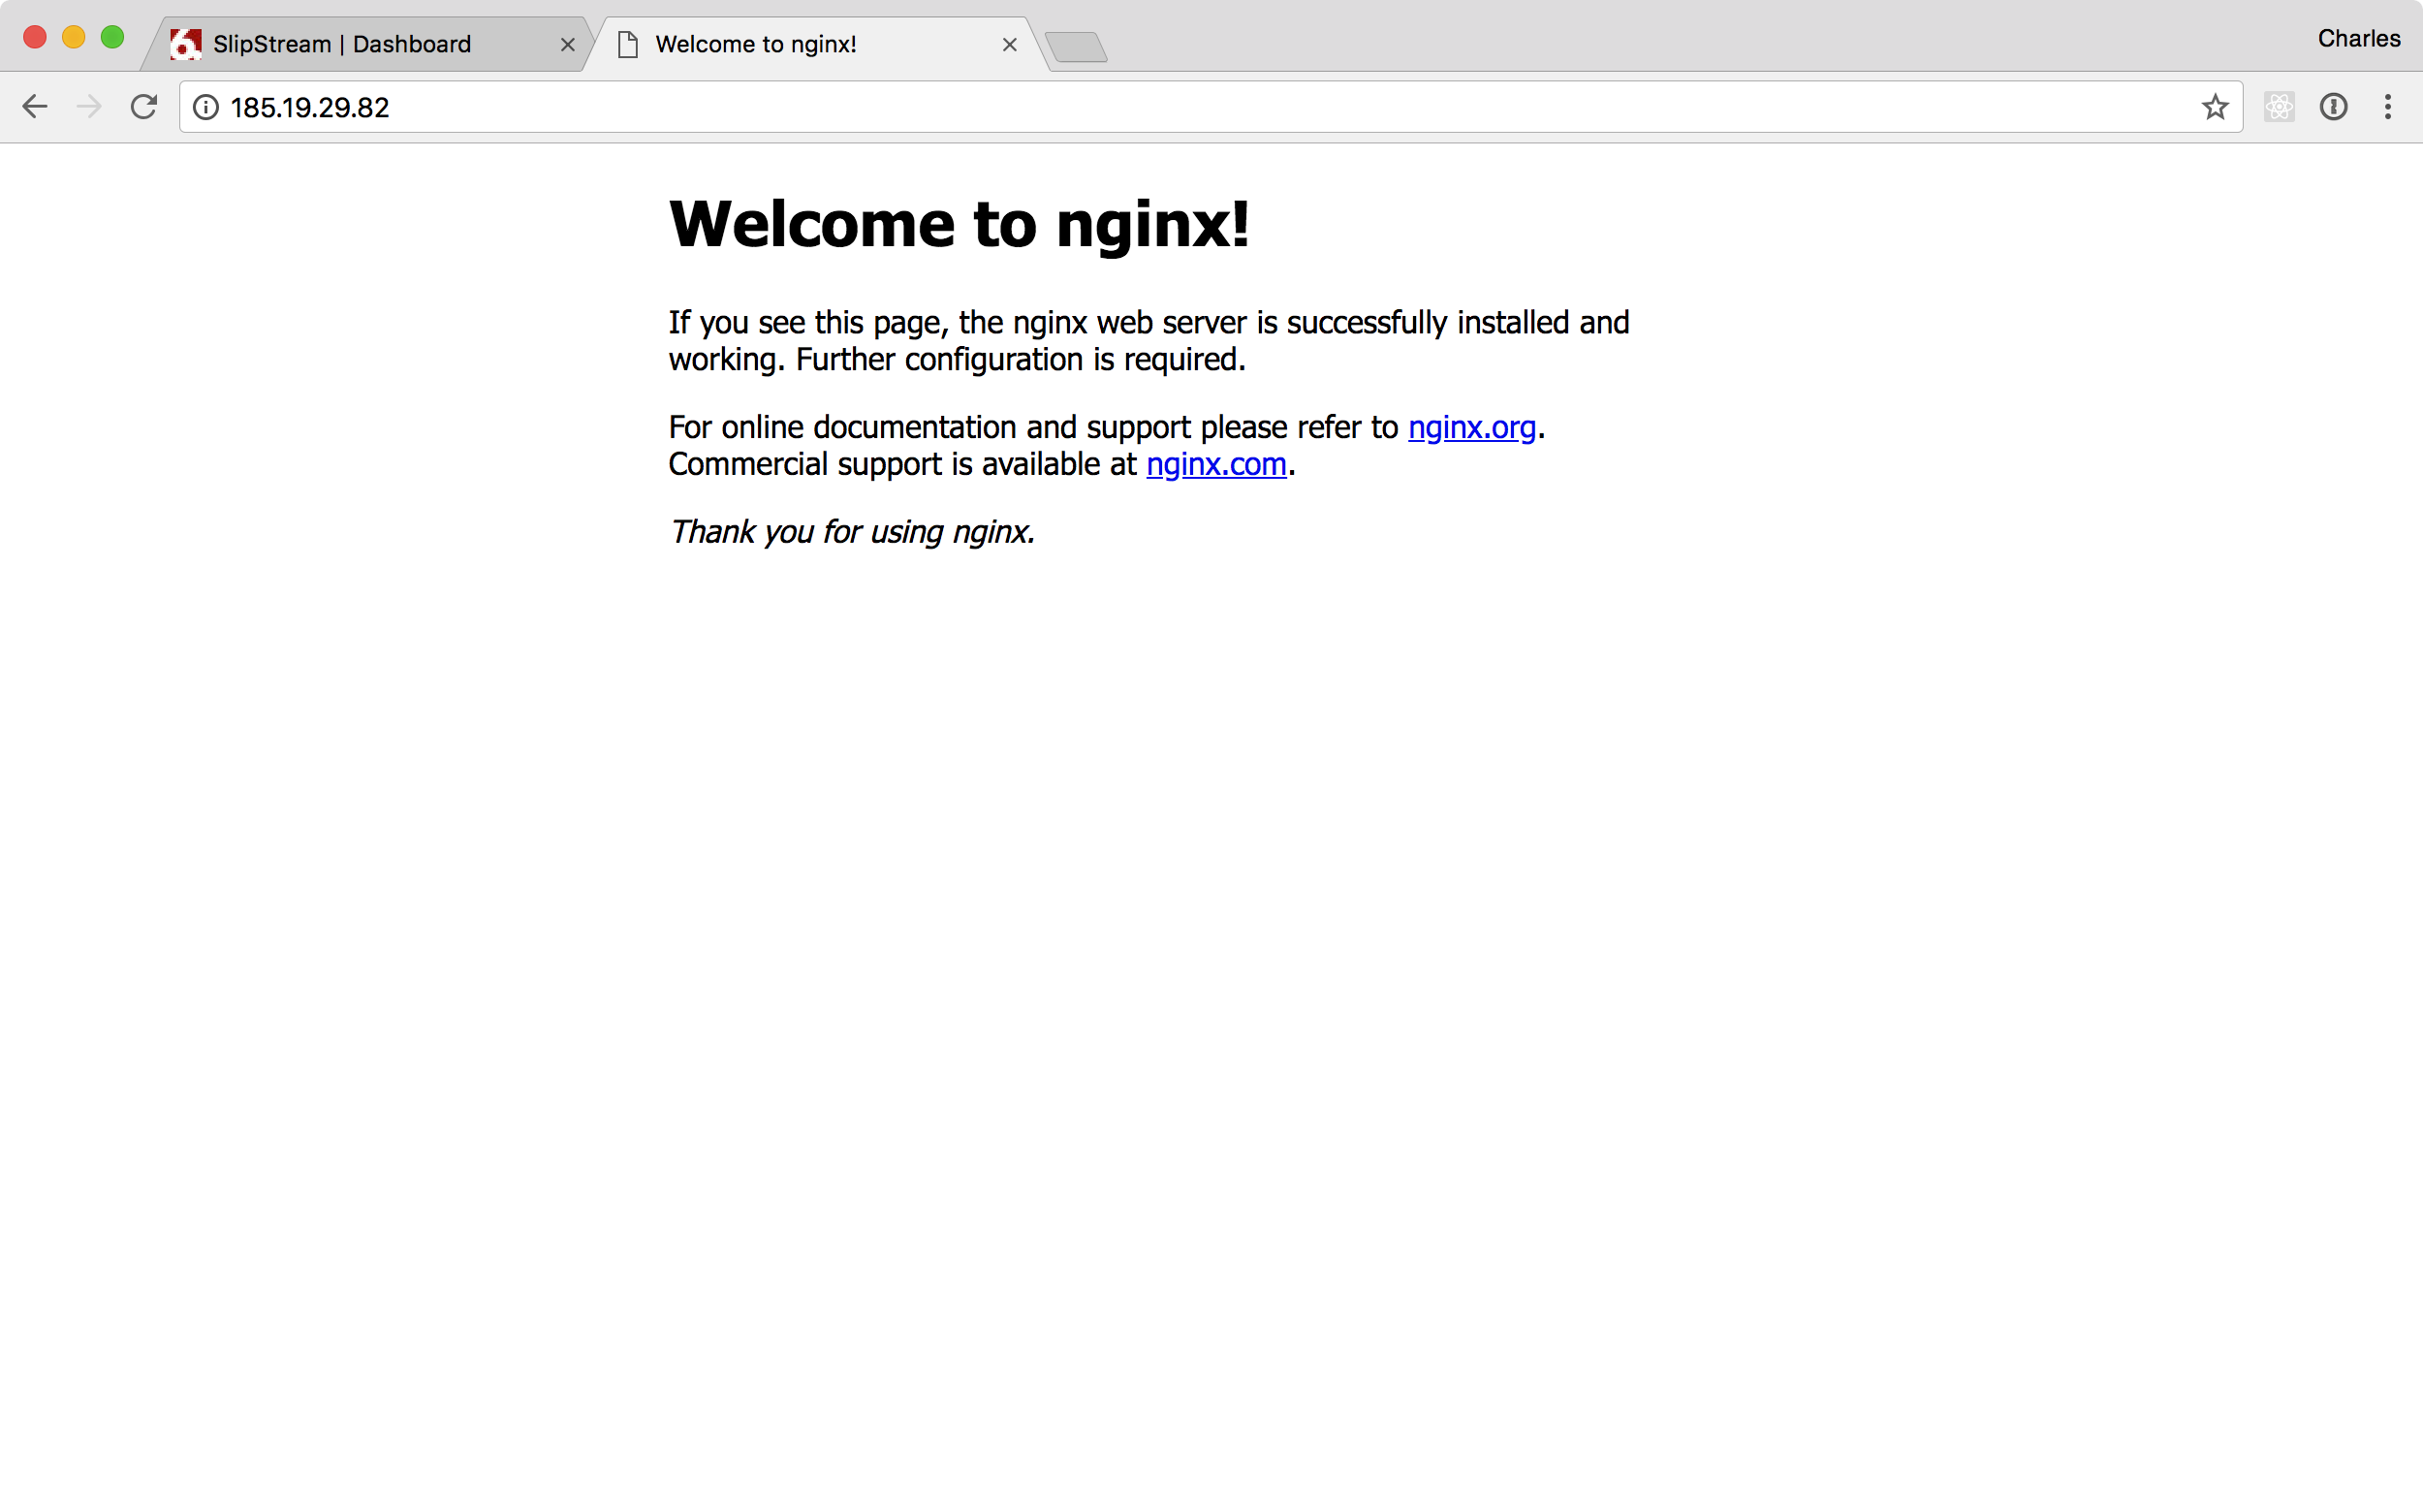 SlipStream | Dashboard
Welcome to nginx!
Charles
185.19.29.82
Welcome to nginx!
If you see this page, the nginx web server is successfully installed and
working. Further configuration is required.
For online documentation and support please refer to nginx.org.
Commercial support is available at nginx.com.
Thank you for using nginx.